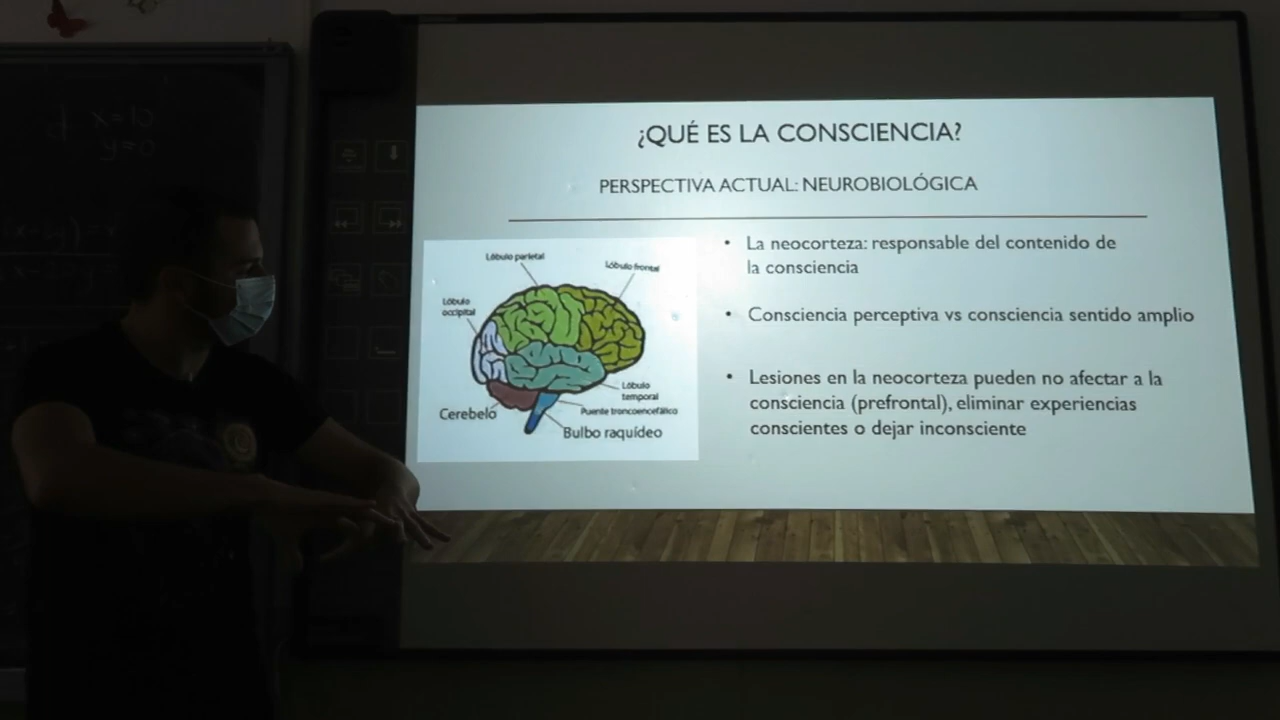 x=10
y=0
¿QUÉ ES LA CONSCIENCIA?
PERSPECTIVA ACTUAL: NEUROBIOLÓGICA
Lóbulo parietal
Lóbulo frontal
Lóbulo
occipital
Lóbulo
temporal
Puente troncoencefálico
Cerebelo
Bulbo raquídeo
• La neocorteza: responsable del contenido de
la consciencia
• Consciencia perceptiva vs consciencia sentido amplio
• Lesiones en la neocorteza pueden no afectar a la
consciencia (prefrontal), eliminar experiencias
conscientes o dejar inconsciente